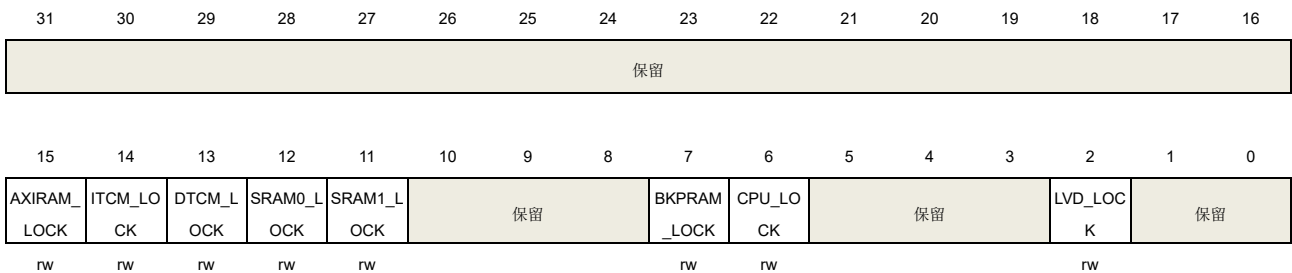 31 30 29 28 27 26 25 24 23 22 21 20 19 18 17 16
保留
15 14 13 12 11 10 9 8 7 6 5 4 3 2 1 0
AXIRAM_ ITCM_LO DTCM_L SRAM0_L SRAM1_L 保留 BKPRAM CPU_LO 保留 LVD_LOC 保留
LOCK CK OCK OCK OCK _LOCK CK K
rw rw rw rw rw rw rw rw